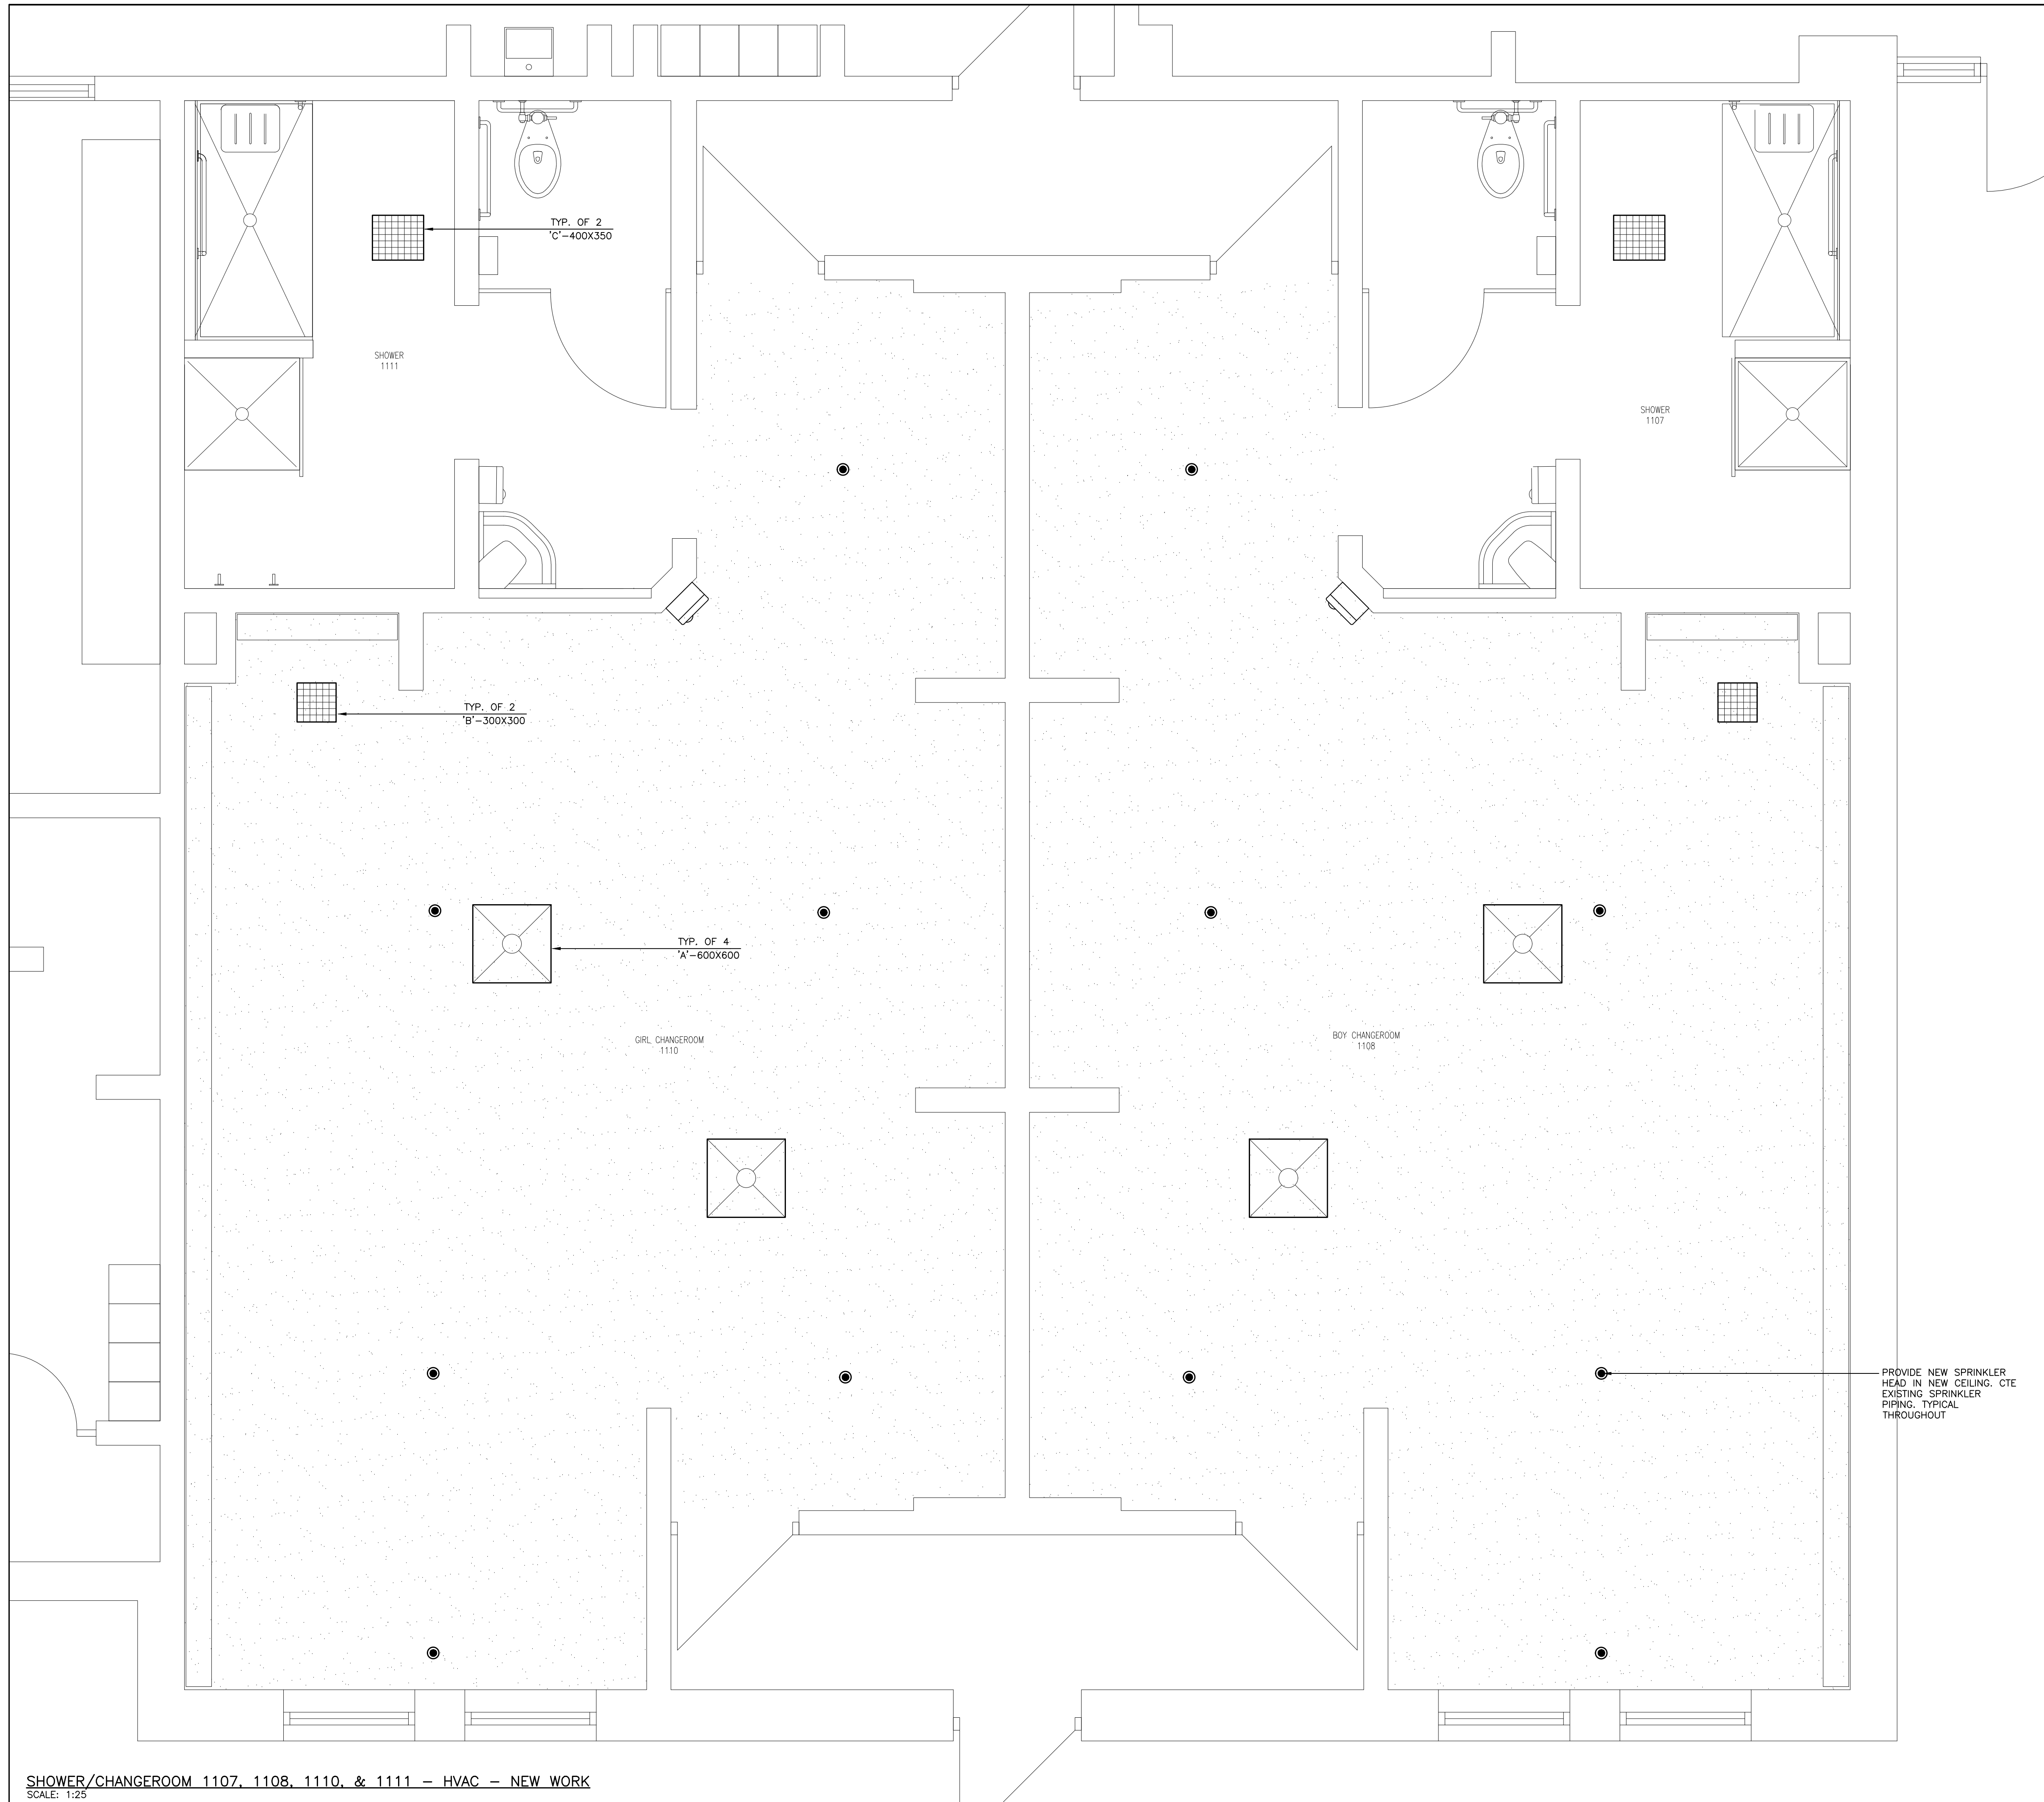 TYP. OF 2
'C'-400X350
SHOWER
1111
SHOWER
1107
TYP. OF 2
'B'-300X300
TYP. OF 4
'A'-600X600
GIRL CHANGEROOM
1110
BOY CHANGEROOM
1108
PROVIDE NEW SPRINKLER
HEAD IN NEW CEILING. CTE
EXISTING SPRINKLER
PIPING. TYPICAL
THROUGHOUT
SHOWER/CHANGEROOM 1107, 1108, 1110, & 1111 – HVAC – NEW WORK
SCALE: 1:25